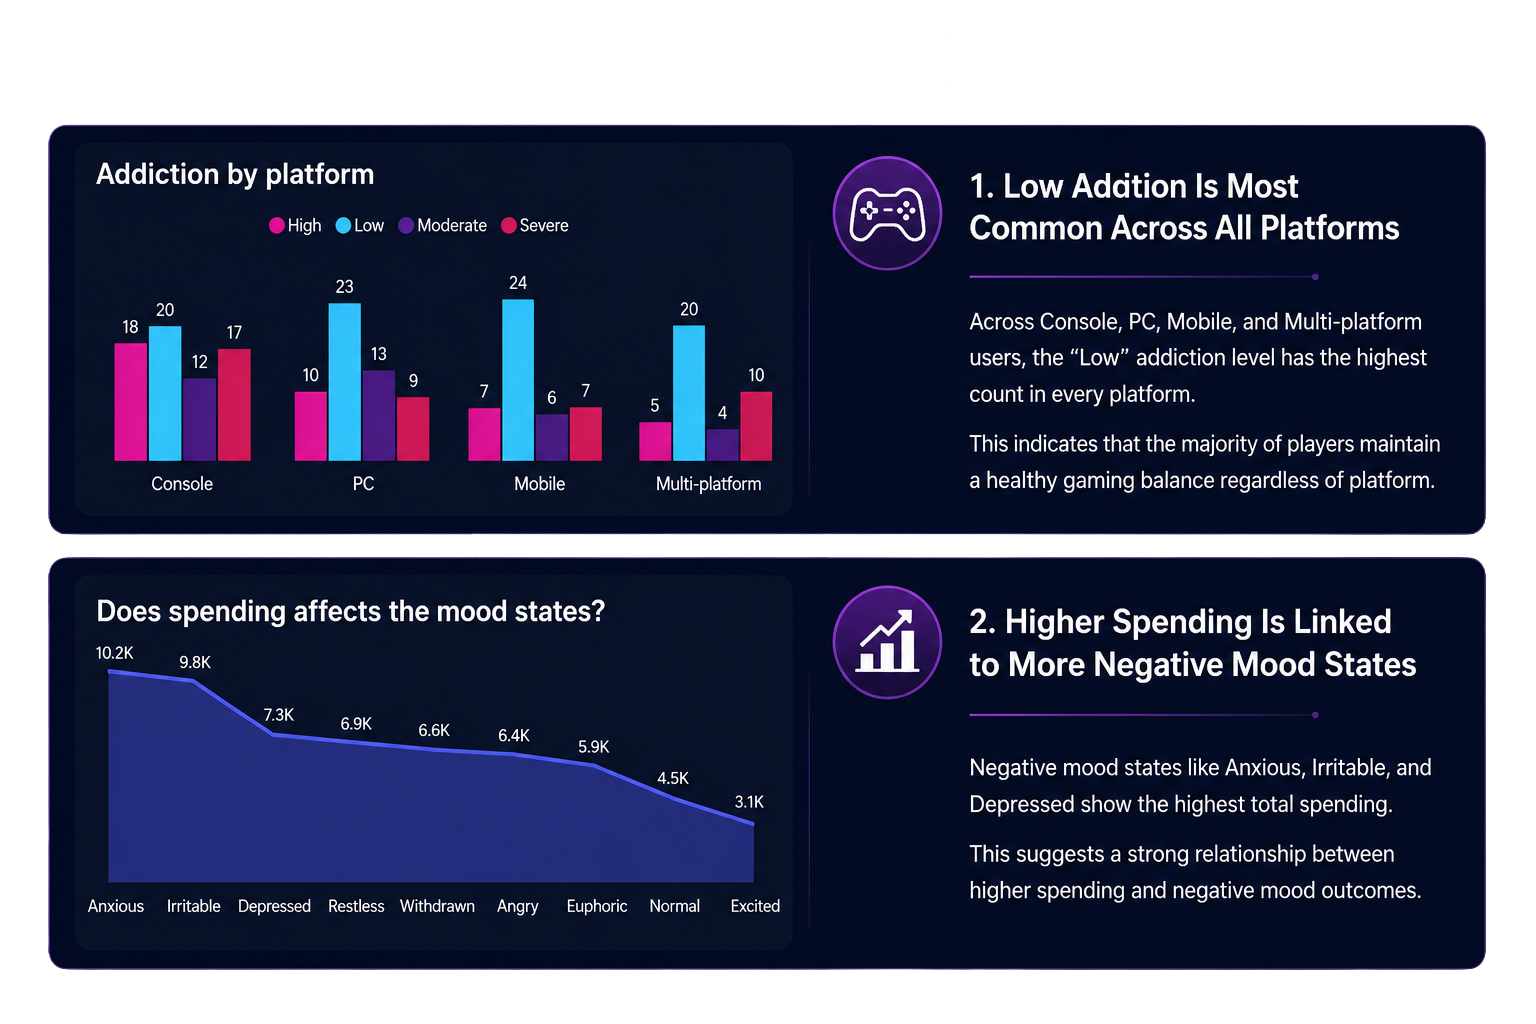 Addiction by platform
High Low Moderate Severe
18 20 12 17
10 23 13 9
7 24 6 7
5 20 4 10
Console PC Mobile Multi-platform
1. Low Addtion Is Most
Common Across All Platforms
Across Console, PC, Mobile, and Multi-platform
users, the “Low” addiction level has the highest
count in every platform.
This indicates that the majority of players maintain
a healthy gaming balance regardless of platform.
Does spending affects the mood states?
10.2K 9.8K 7.3K 6.9K 6.6K 6.4K 5.9K 4.5K 3.1K
Anxious Irritable Depressed Restless Withdrawn Angry Euphoric Normal Excited
2. Higher Spending Is Linked
to More Negative Mood States
Negative mood states like Anxious, Irritable, and
Depressed show the highest total spending.
This suggests a strong relationship between
higher spending and negative mood outcomes.